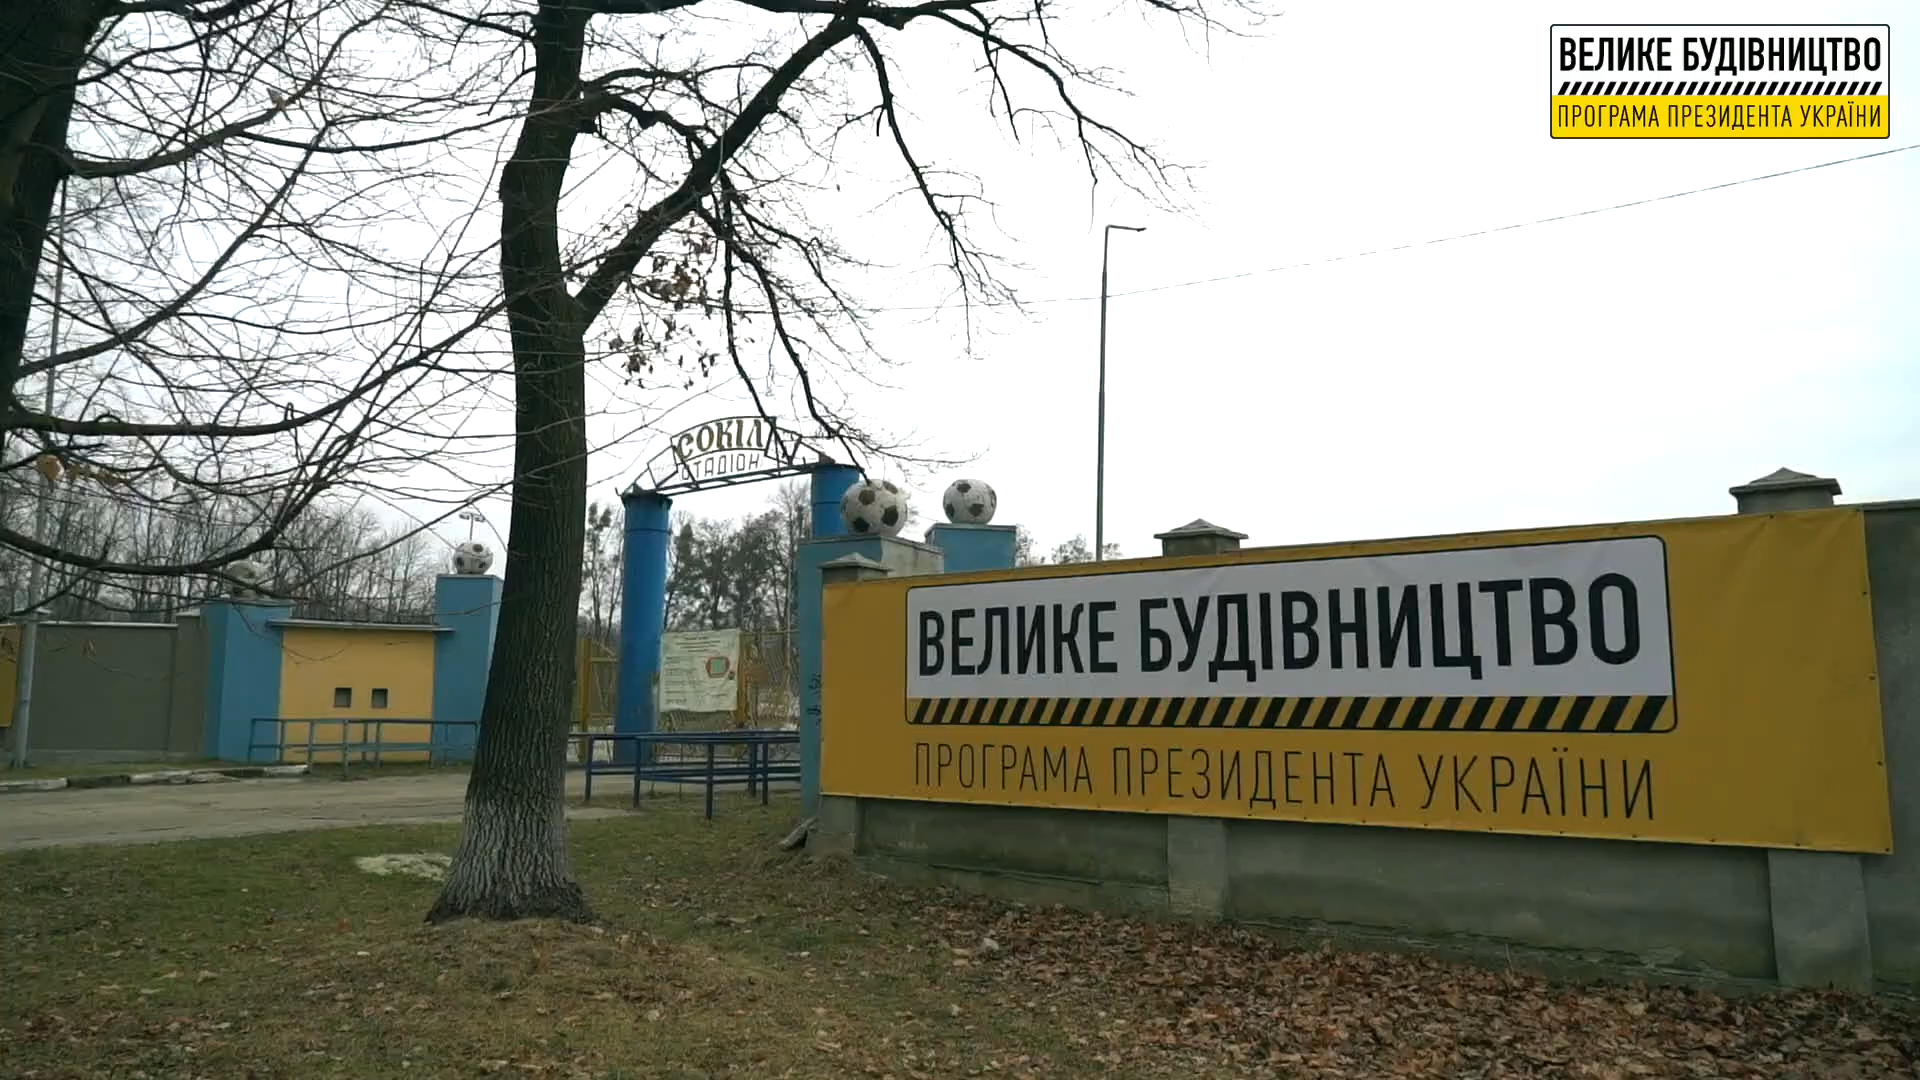 ВЕЛИКЕ БУДІВНИЦТВО
ПРОГРАМА ПРЕЗИДЕНТА УКРАЇНИ
СОКІЛ
СТАДІОН
ВЕЛИКЕ БУДІВНИЦТВО
ПРОГРАМА ПРЕЗИДЕНТА УКРАЇНИ